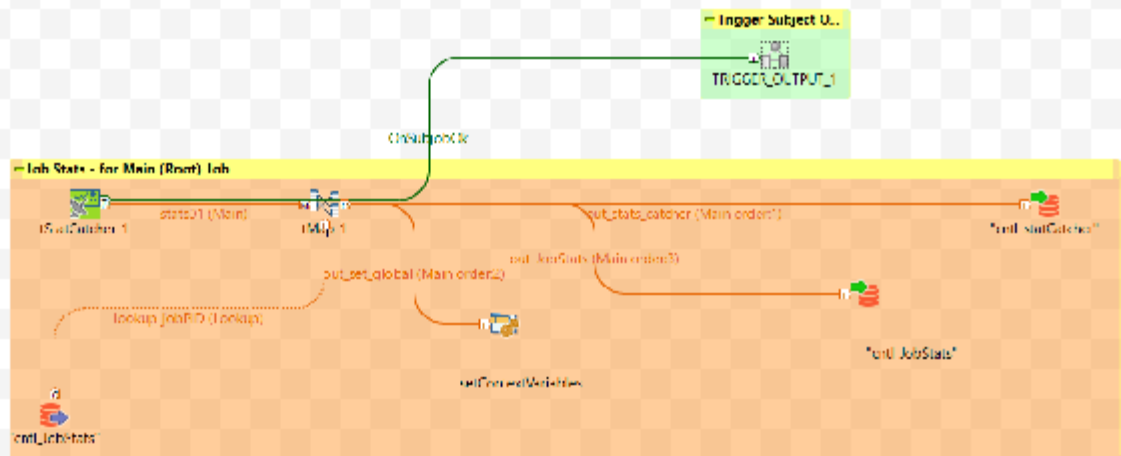 Trigger Subject O...
TRIGGER_OUTPUT_1
OnSubjobOk
Job Stats - for Main (Root) Job
stats01 (Main)
out_stats_catcher (Main order:1)
tStatCatcher_1
tMap_1
"cntl_statCatcher"
out_JobStats (Main order:3)
out_set_global (Main order:2)
lookup_jobPID (Lookup)
"cntl_JobStats"
setContextVariables
"cntl_JobStats"